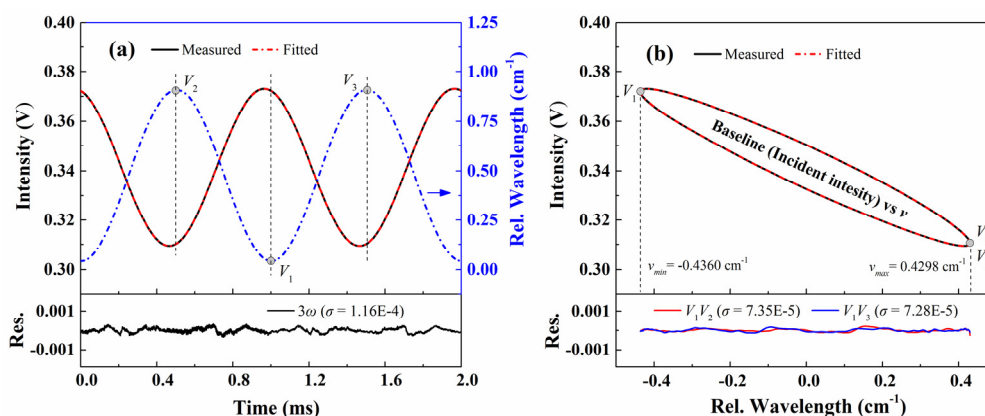 (a)
Measured Fitted
V2
V3
V1
Intensity (V)
0.40
0.38
0.36
0.34
0.32
0.30
Rel. Wavelength (cm-1)
1.25
1.00
0.75
0.50
0.25
0.00
3ω (σ = 1.16E-4)
Res.
0.001
-0.001
0.0 0.4 0.8 1.2 1.6 2.0
Time (ms)
(b)
Measured Fitted
V1
Baseline (Incident intesity) vs v
V
V
vmin= -0.4360 cm-1
vmax= 0.4298 cm-1
Intensity (V)
0.40
0.38
0.36
0.34
0.32
0.30
V1V2 (σ = 7.35E-5) V1V3 (σ = 7.28E-5)
Res.
0.001
-0.001
-0.4 -0.2 0.0 0.2 0.4
Rel. Wavelength (cm-1)